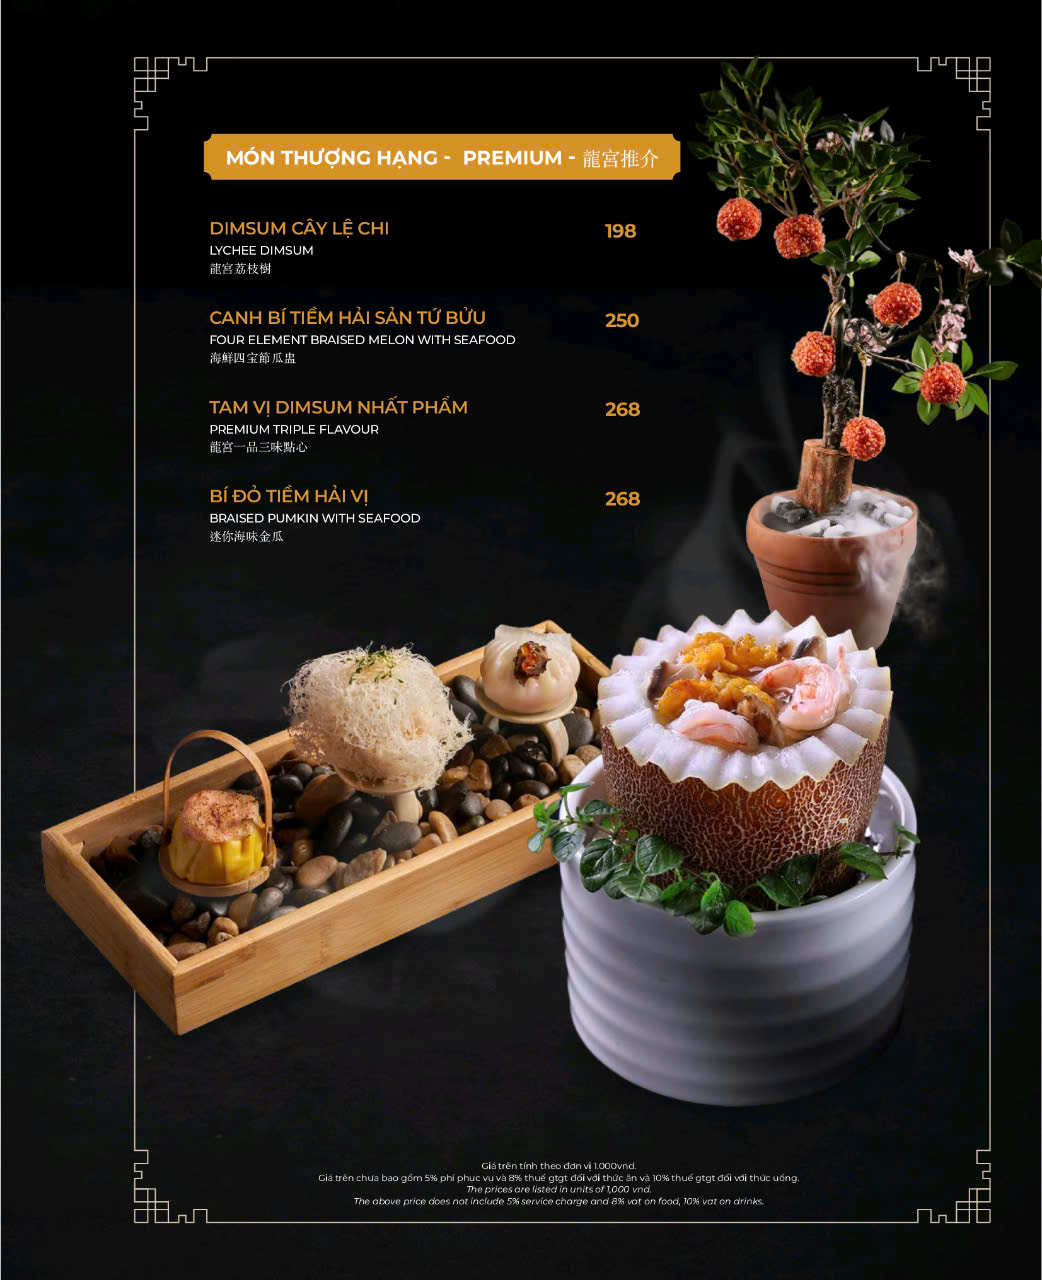 MÓN THƯỢNG HẠNG - PREMIUM - 龍宮推介
DIMSUM CÂY LỆ CHI 198
LYCHEE DIMSUM
龍宮荔枝樹
CANH BÍ TIỀM HẢI SẢN TỨ BỬU 250
FOUR ELEMENT BRAISED MELON WITH SEAFOOD
海鮮四宝節瓜盅
TAM VỊ DIMSUM NHẤT PHẨM 268
PREMIUM TRIPLE FLAVOUR
龍宮一品三味點心
BÍ ĐỎ TIỀM HẢI VỊ 268
BRAISED PUMKIN WITH SEAFOOD
迷你海味金瓜
Giá trên tính theo đơn vị 1.000vnd.
Giá trên chưa bao gồm 5% phí phục vụ và 8% thuế gtgt đối với thức ăn và 10% thuế gtgt đối với thức uống.
The prices are listed in units of 1,000 vnd.
The above price does not include 5% service charge and 8% vat on food, 10% vat on drinks.